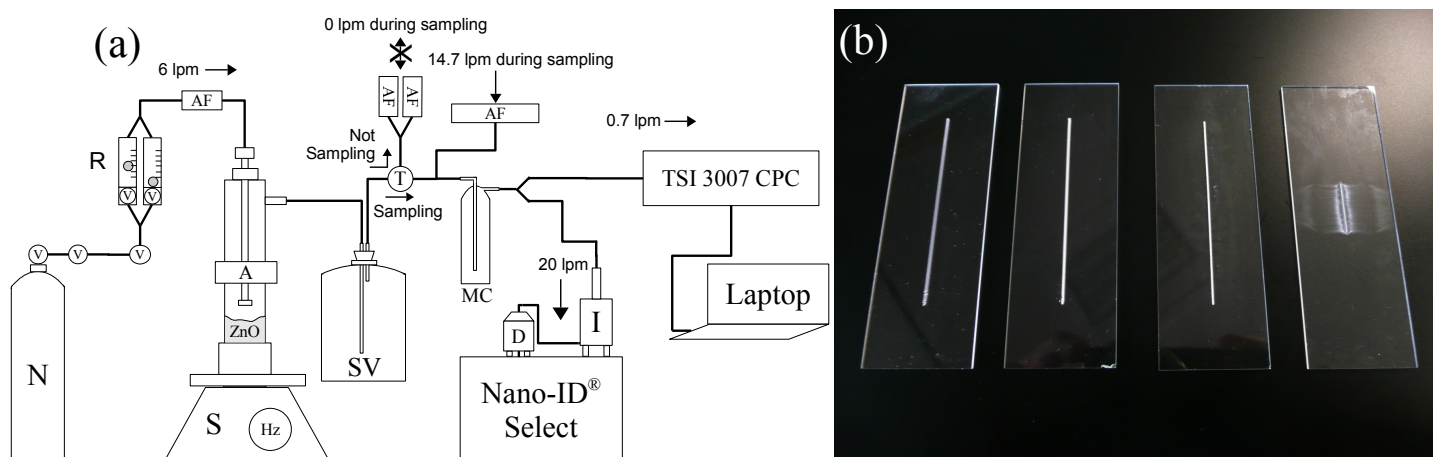 (a)
0 lpm during sampling
6 lpm
14.7 lpm during sampling
AF
AF
AF
AF
0.7 lpm
R
Not
Sampling
T
Sampling
TSI 3007 CPC
V
V
V
V
V
A
20 lpm
MC
Laptop
ZnO
SV
D
I
N
S
Hz
Nano-ID®
Select
(b)